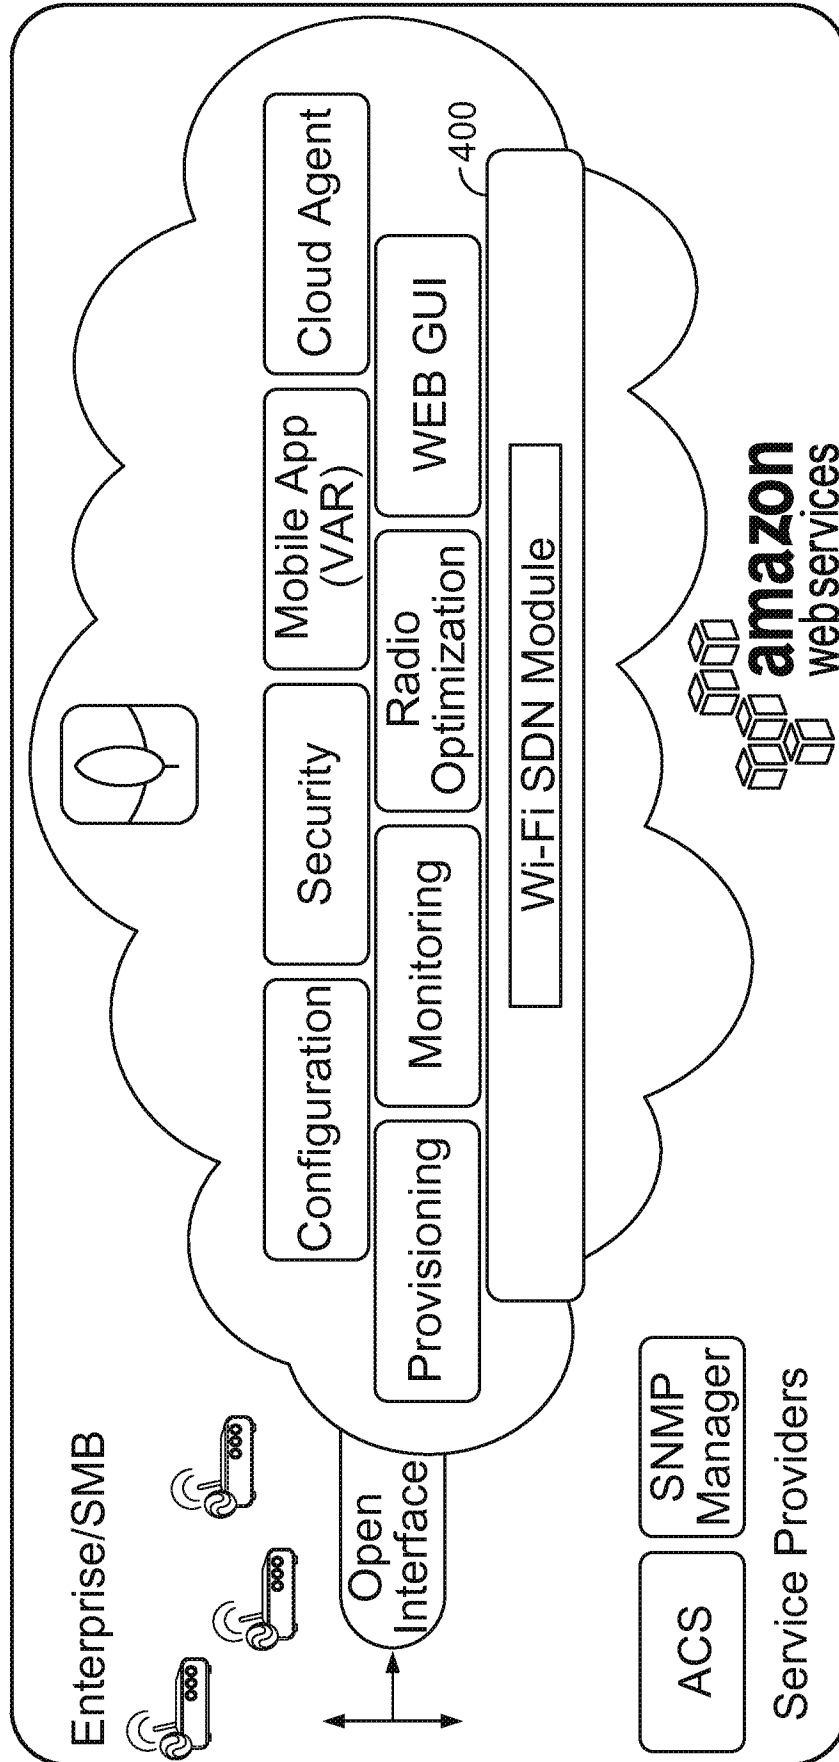 Enterprise/SMB
Open
Interface
Configuration
Security
Mobile App
(VAR)
Cloud Agent
Provisioning
Monitoring
Radio
Optimization
WEB GUI
400
Wi-Fi SDN Module
ACS
SNMP
Manager
Service Providers
amazon
webservices